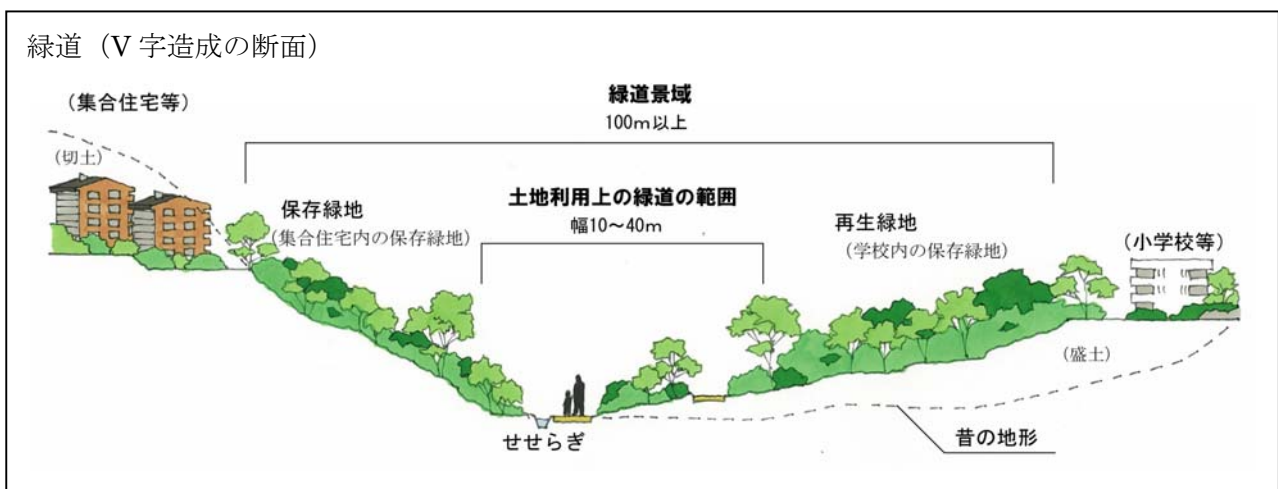 緑道（V 字造成の断面）
緑道景域
100m以上
（集合住宅等）
（切土）
土地利用上の緑道の範囲
幅10～40m
保存緑地
（集合住宅内の保存緑地）
再生緑地
（学校内の保存緑地）
（小学校等）
（盛土）
せせらぎ
昔の地形